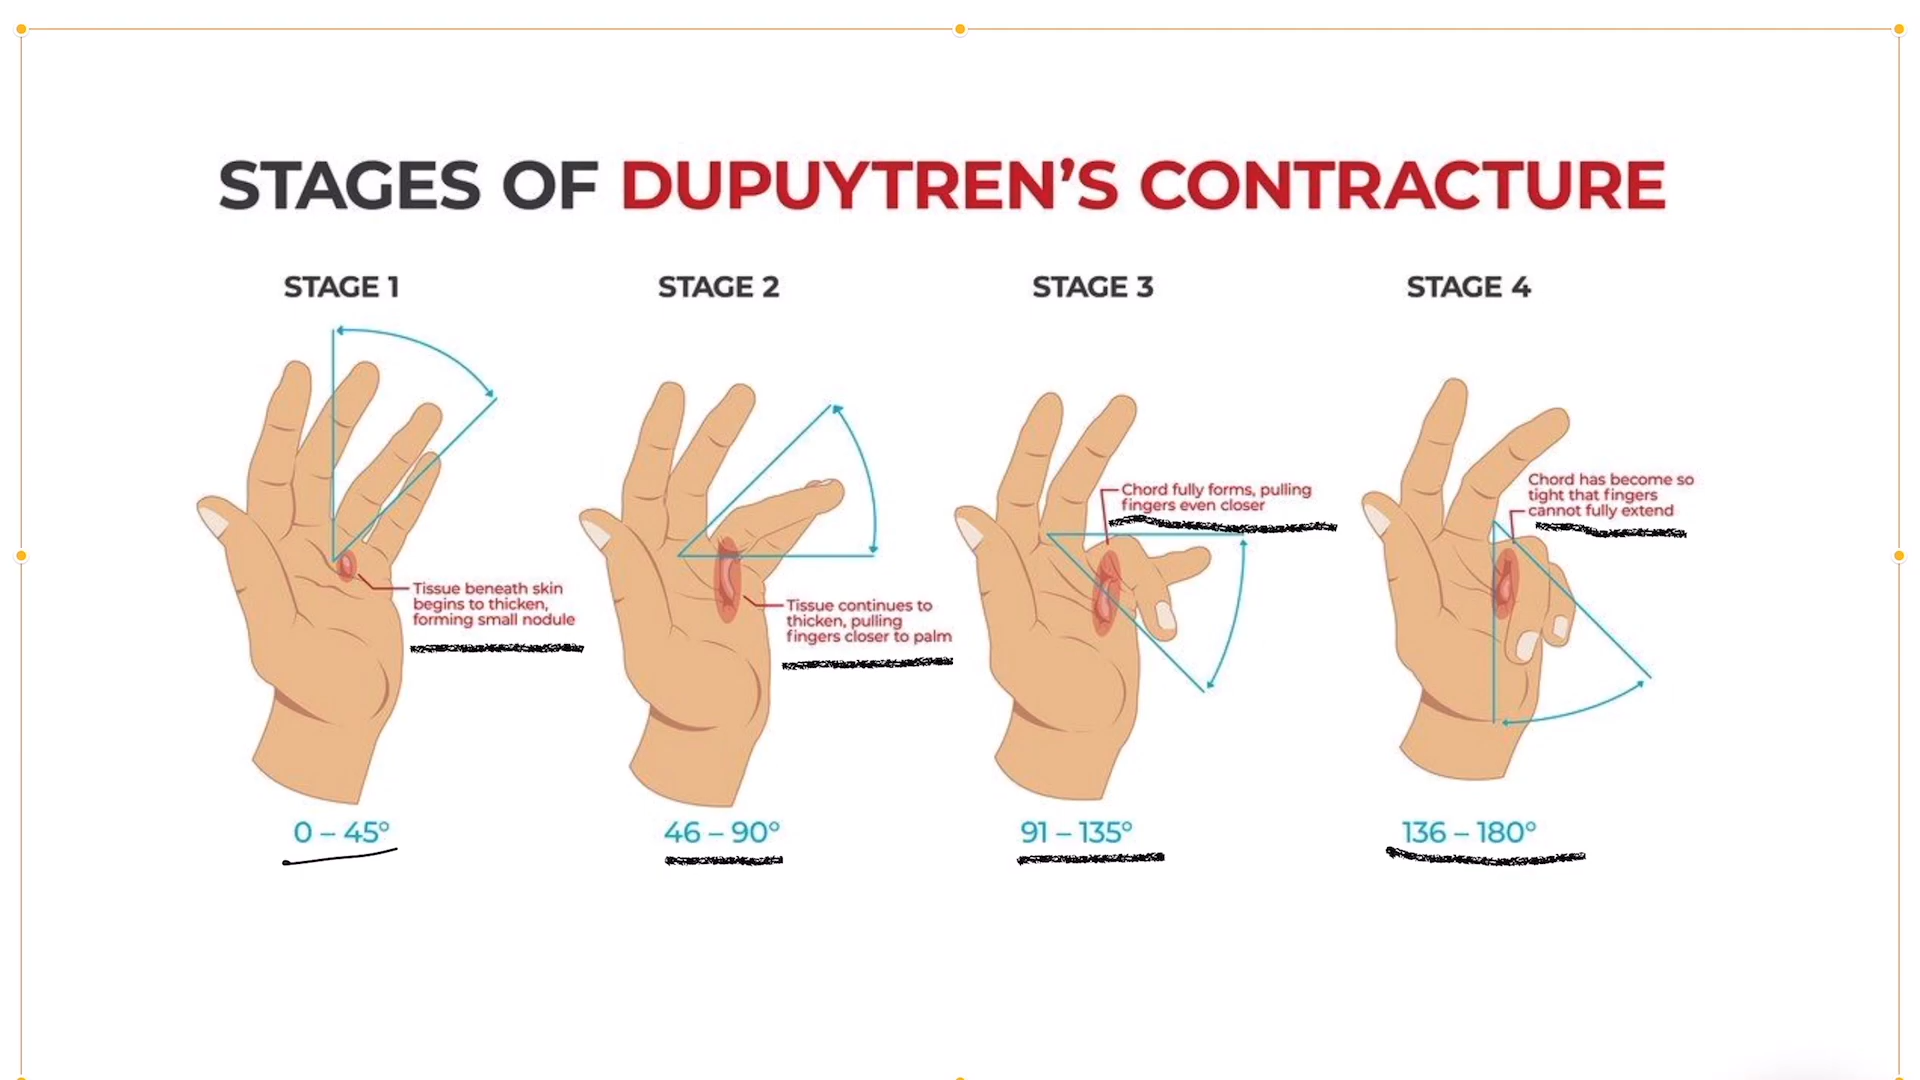 STAGES OF DUPUYTREN'S CONTRACTURE
STAGE 1
STAGE 2
STAGE 3
STAGE 4
Tissue beneath skin
begins to thicken,
forming small nodule
Tissue continues to
thicken, pulling
fingers closer to palm
Chord fully forms, pulling
fingers even closer
Chord has become so
tight that fingers
cannot fully extend
0 – 45°
46 – 90°
91 – 135°
136 – 180°